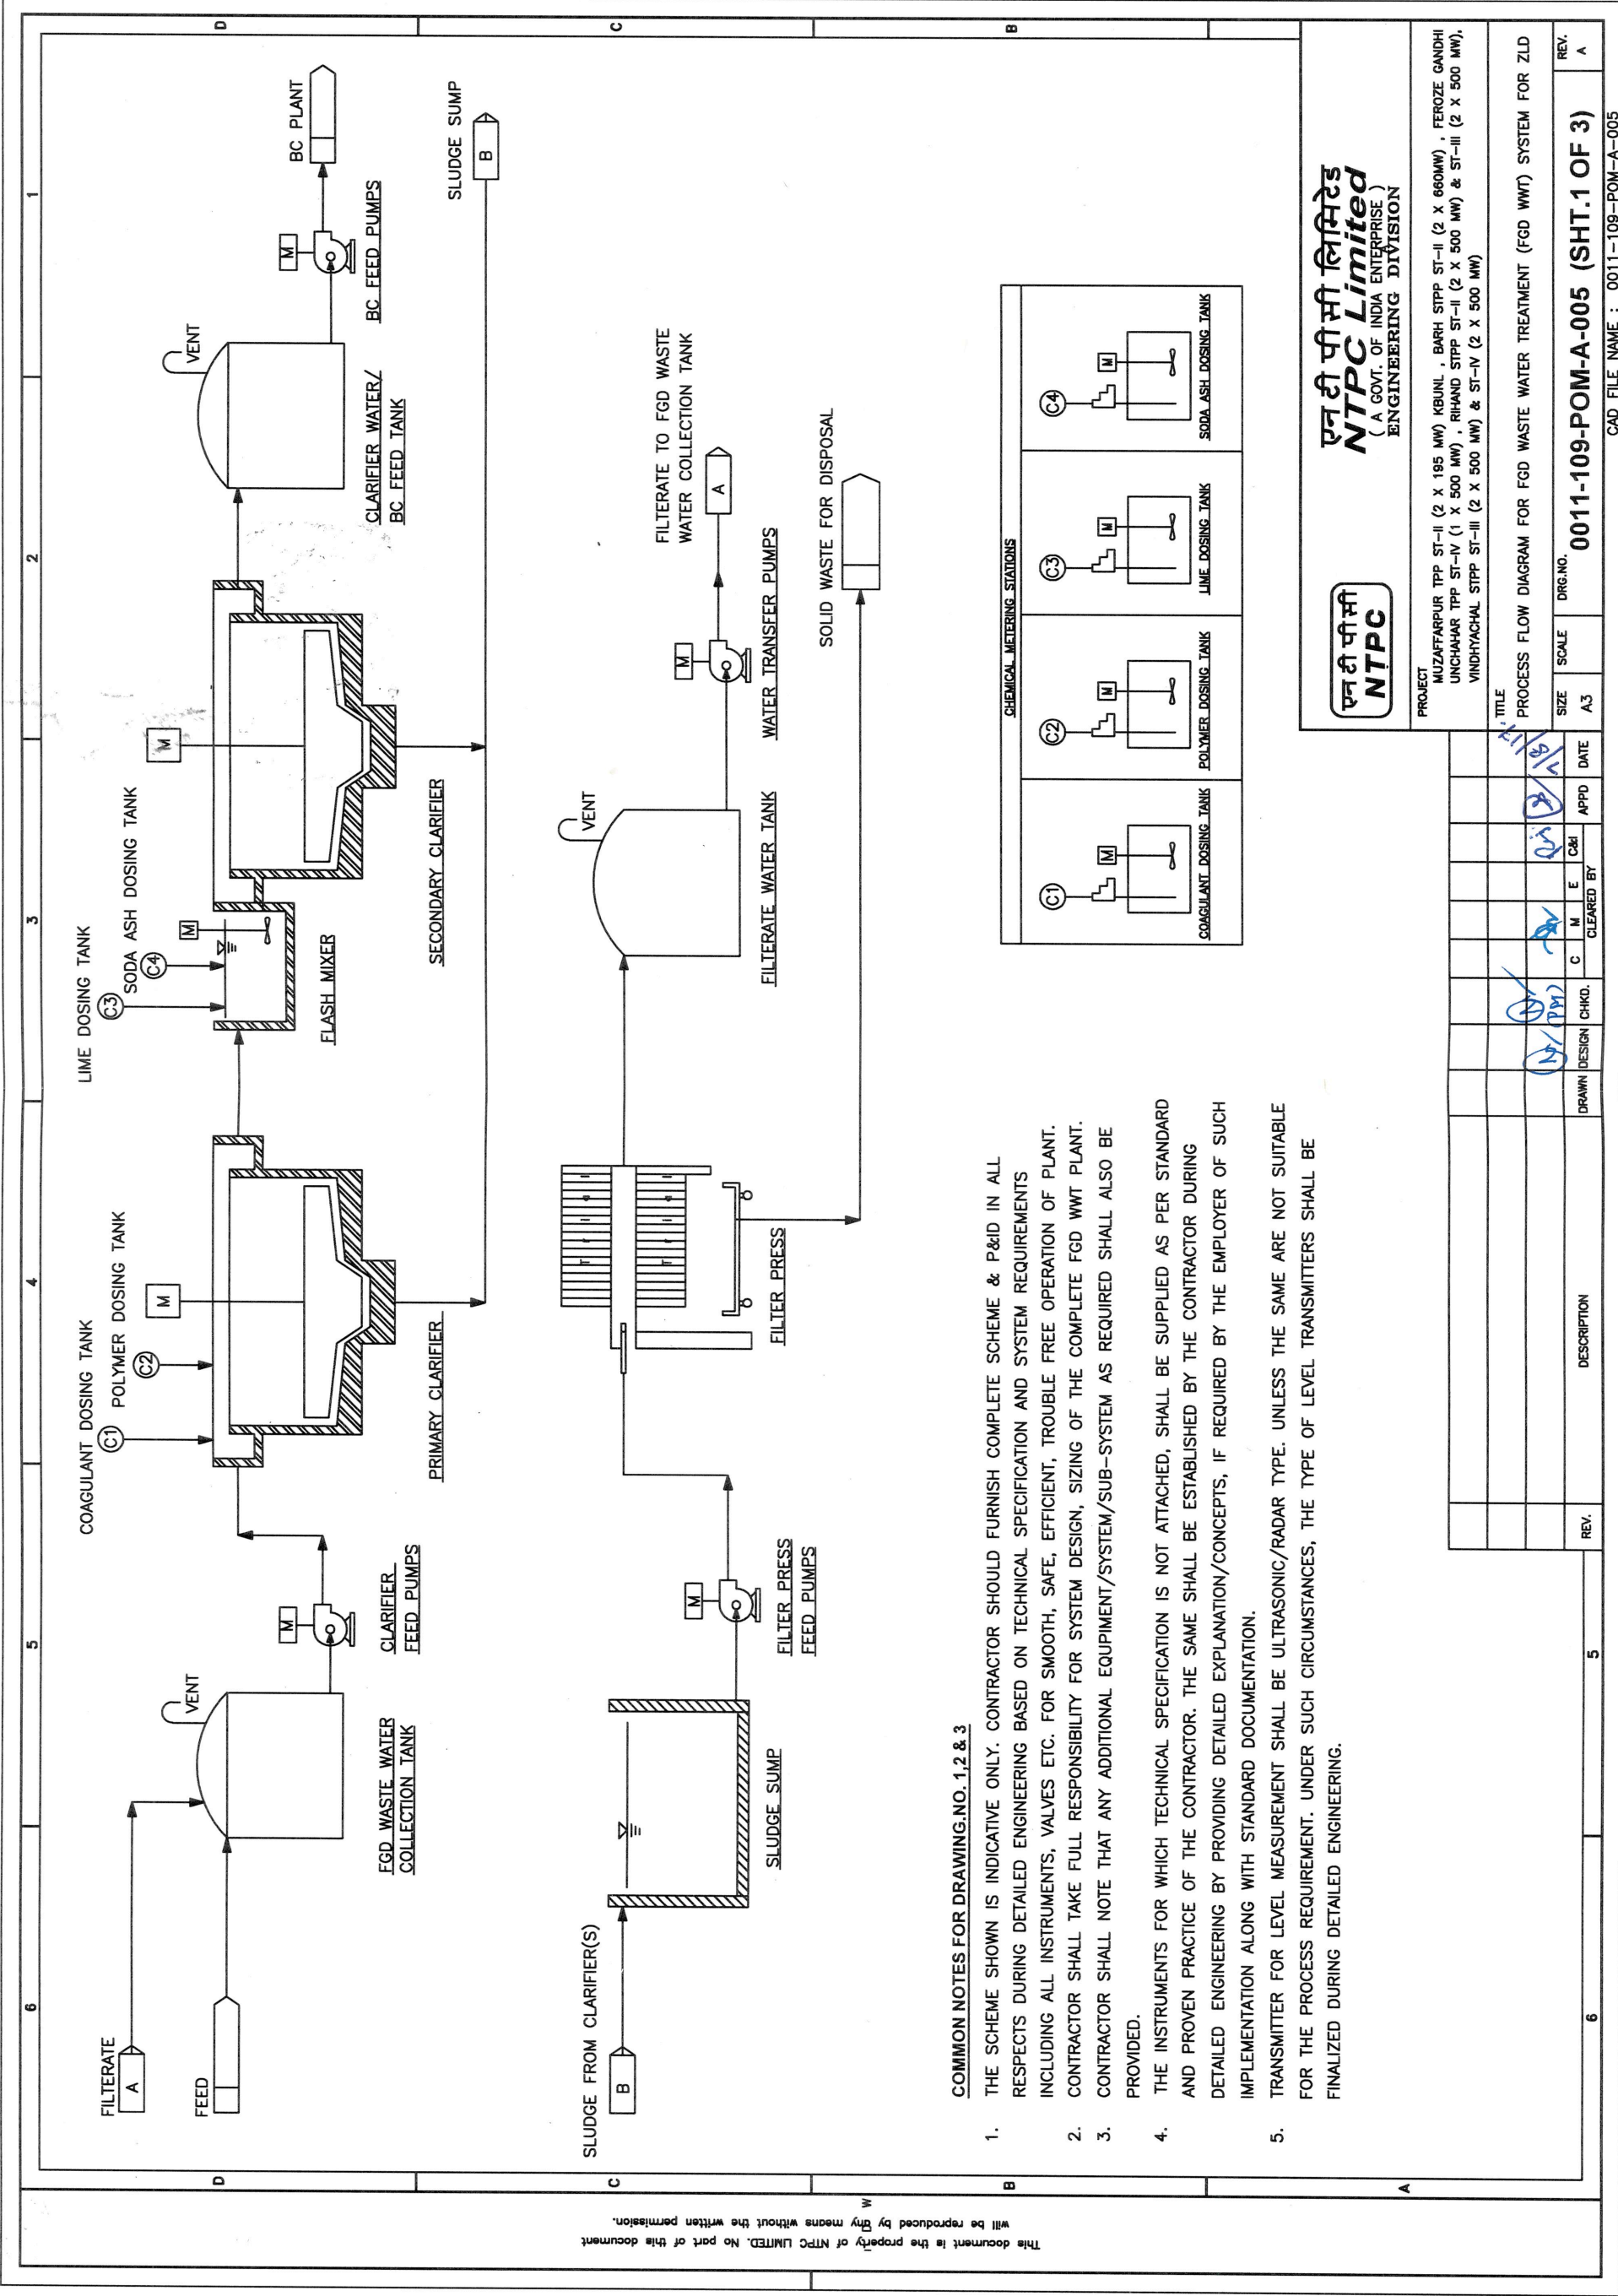 6
5
4
3
2
1
D
C
B
A
FILTERATE
A
FEED
VENT
FGD WASTE WATER
COLLECTION TANK
M
CLARIFIER
FEED PUMPS
COAGULANT DOSING TANK
C1
POLYMER DOSING TANK
C2
M
PRIMARY CLARIFIER
LIME DOSING TANK
C3
SODA ASH DOSING TANK
C4
M
FLASH MIXER
M
SECONDARY CLARIFIER
VENT
CLARIFIER WATER/
BC FEED TANK
M
BC FEED PUMPS
BC PLANT
SLUDGE SUMP
B
SLUDGE FROM CLARIFIER(S)
B
SLUDGE SUMP
M
FILTER PRESS
FEED PUMPS
FILTER PRESS
VENT
FILTERATE WATER TANK
M
WATER TRANSFER PUMPS
FILTERATE TO FGD WASTE
WATER COLLECTION TANK
A
SOLID WASTE FOR DISPOSAL
CHEMICAL METERING STATIONS
C1
M
COAGULANT DOSING TANK
C2
M
POLYMER DOSING TANK
C3
M
LIME DOSING TANK
C4
M
SODA ASH DOSING TANK
COMMON NOTES FOR DRAWING.NO. 1,2 & 3
1. THE SCHEME SHOWN IS INDICATIVE ONLY. CONTRACTOR SHOULD FURNISH COMPLETE SCHEME & P&ID IN ALL
RESPECTS DURING DETAILED ENGINEERING BASED ON TECHNICAL SPECIFICATION AND SYSTEM REQUIREMENTS
INCLUDING ALL INSTRUMENTS, VALVES ETC. FOR SMOOTH, SAFE, EFFICIENT, TROUBLE FREE OPERATION OF PLANT.
2. CONTRACTOR SHALL TAKE FULL RESPONSIBILITY FOR SYSTEM DESIGN, SIZING OF THE COMPLETE FGD WWT PLANT.
3. CONTRACTOR SHALL NOTE THAT ANY ADDITIONAL EQUPIMENT/SYSTEM/SUB-SYSTEM AS REQUIRED SHALL ALSO BE
PROVIDED.
4. THE INSTRUMENTS FOR WHICH TECHNICAL SPECIFICATION IS NOT ATTACHED, SHALL BE SUPPLIED AS PER STANDARD
AND PROVEN PRACTICE OF THE CONTRACTOR. THE SAME SHALL BE ESTABLISHED BY THE CONTRACTOR DURING
DETAILED ENGINEERING BY PROVIDING DETAILED EXPLANATION/CONCEPTS, IF REQUIRED BY THE EMPLOYER OF SUCH
IMPLEMENTATION ALONG WITH STANDARD DOCUMENTATION.
5. TRANSMITTER FOR LEVEL MEASUREMENT SHALL BE ULTRASONIC/RADAR TYPE. UNLESS THE SAME ARE NOT SUITABLE
FOR THE PROCESS REQUIREMENT. UNDER SUCH CIRCUMSTANCES, THE TYPE OF LEVEL TRANSMITTERS SHALL BE
FINALIZED DURING DETAILED ENGINEERING.
एन टी पी सी
NTPC
एन टी पी सी लिमिटेड
NTPC Limited
( A GOVT. OF INDIA ENTERPRISE )
ENGINEERING DIVISION
PROJECT
MUZAFFARPUR TPP ST-II (2 X 195 MW) KBUNL , BARH STPP ST-II (2 X 660MW) , FEROZE GANDHI
UNCHAHAR TPP ST-IV (1 X 500 MW) , RIHAND STPP ST-II (2 X 500 MW) & ST-III (2 X 500 MW),
VINDHYACHAL STPP ST-III (2 X 500 MW) & ST-IV (2 X 500 MW)
TITLE
PROCESS FLOW DIAGRAM FOR FGD WASTE WATER TREATMENT (FGD WWT) SYSTEM FOR ZLD
SIZE
A3
SCALE
DRG.NO.
0011-109-POM-A-005 (SHT.1 OF 3)
REV.
A
CAD FILE NAME : 0011-109-POM-A-005
REV.
DESCRIPTION
DRAWN
DESIGN
CHKD.
C
M
E
C&I
CLEARED BY
APPD
DATE
7/8/17
(PM)
6
5
D
C
B
This document is the property of NTPC LIMITED. No part of this document
will be reproduced by any means without the written permission.
W